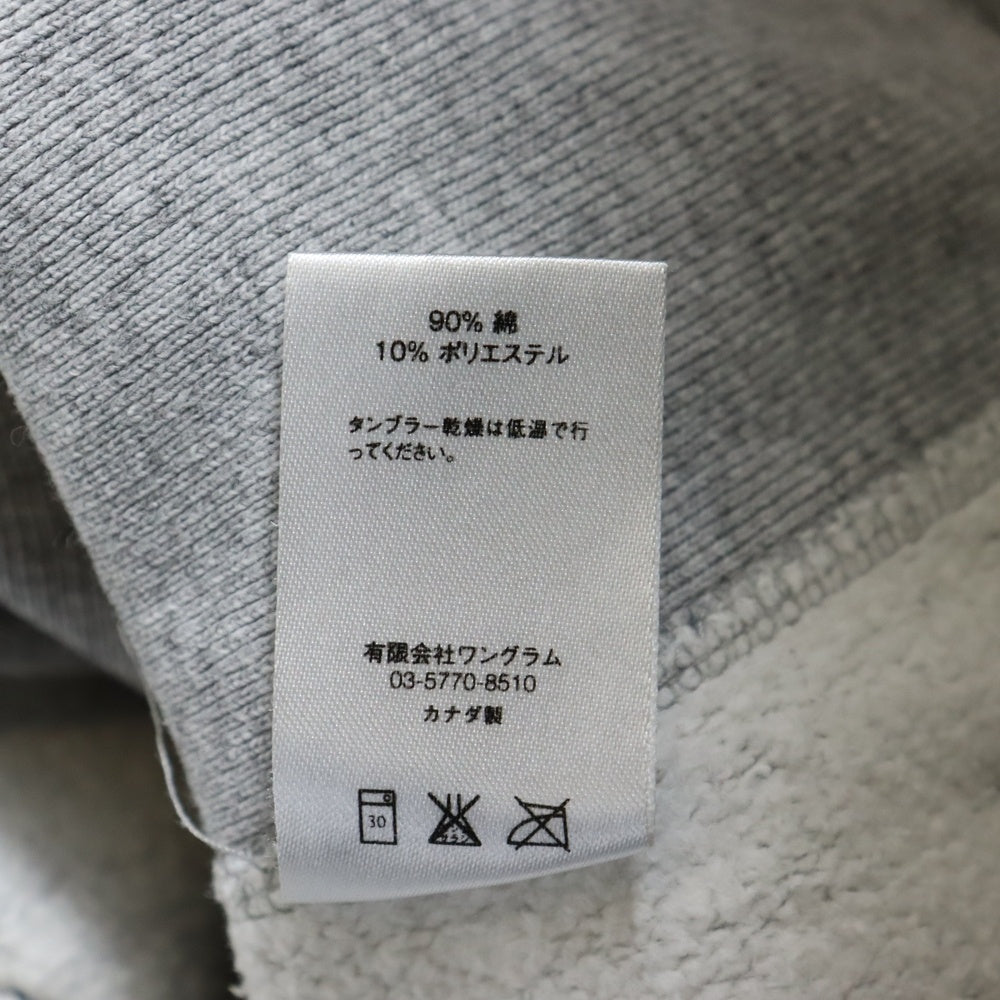 90% 綿
10% ポリエステル
タンブラー乾燥は低温で行
ってください。
有限会社ワングラム
03-5770-8510
カナダ製
30